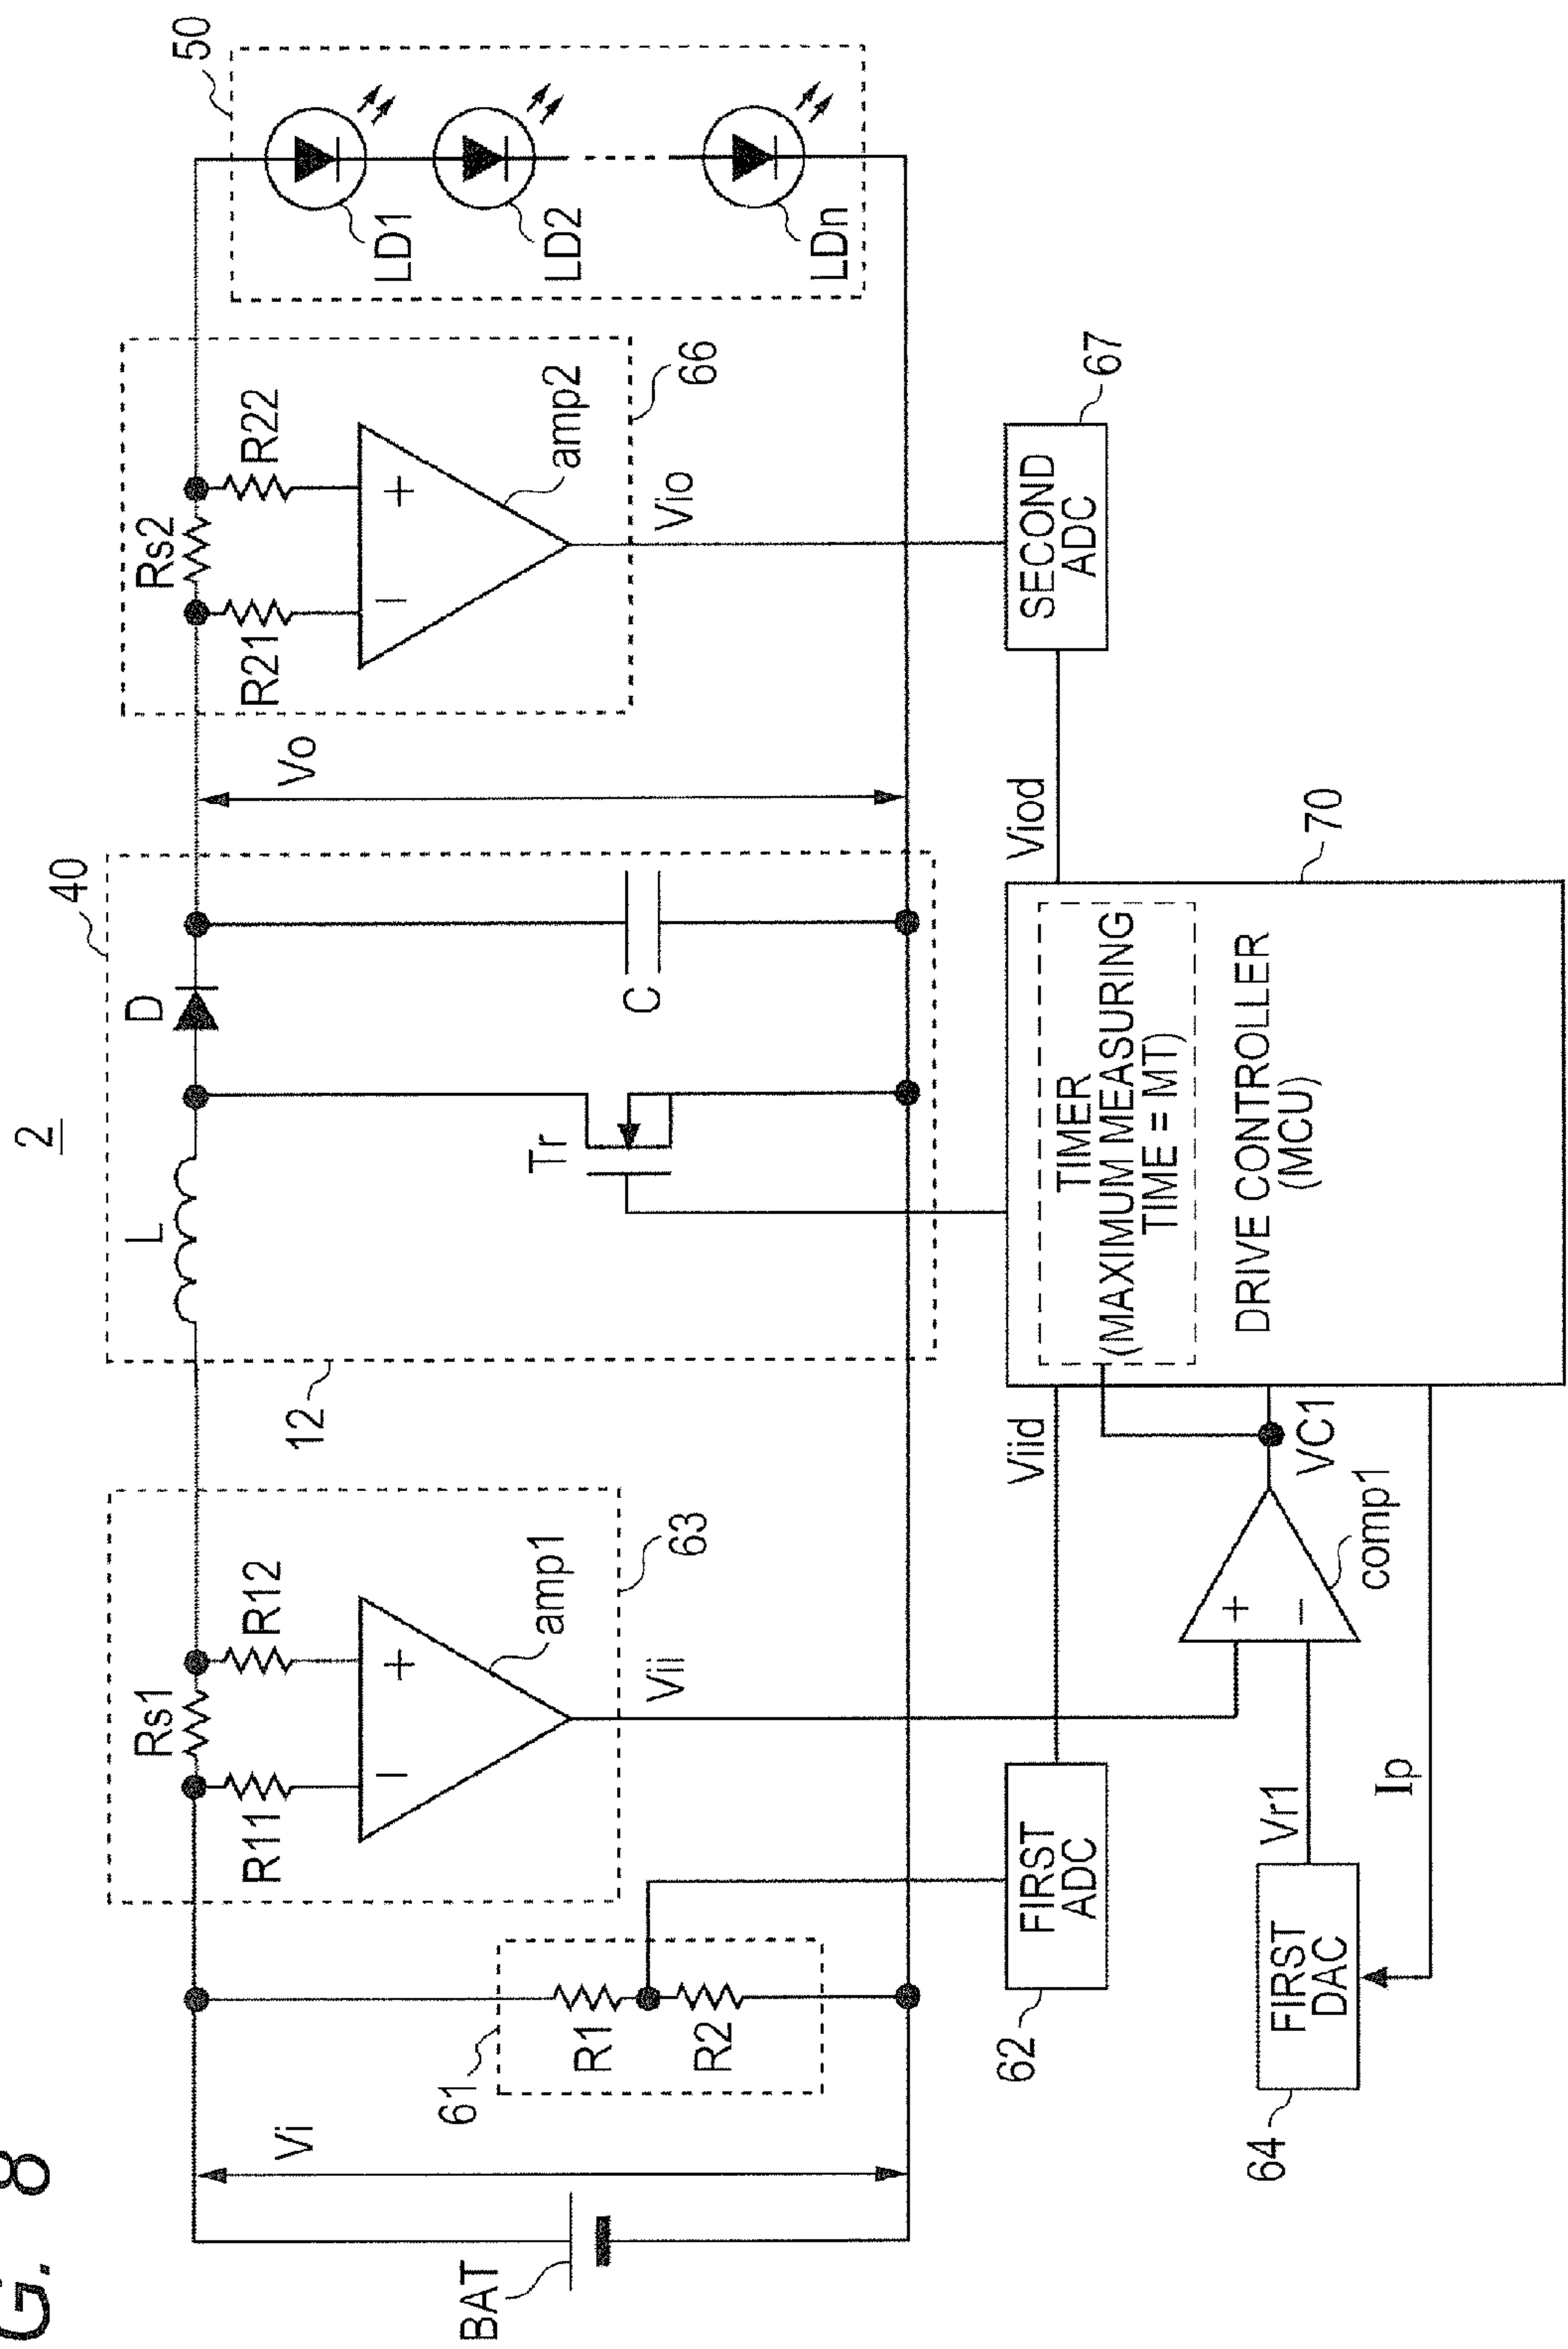 G. 8
2
40
50
12
L
D
Rs1
R11
R12
amp1
63
Vii
Rs2
R21
R22
amp2
66
Vio
LD1
LD2
LDn
Vo
Vi
BAT
61
R1
R2
Tr
C
FIRST
ADC
62
Viid
SECOND
ADC
67
Viod
TIMER
(MAXIMUM MEASURING
TIME = MT)
DRIVE CONTROLLER
(MCU)
70
VC1
comp1
+
−
+
−
+
−
Vr1
Ip
FIRST
DAC
64